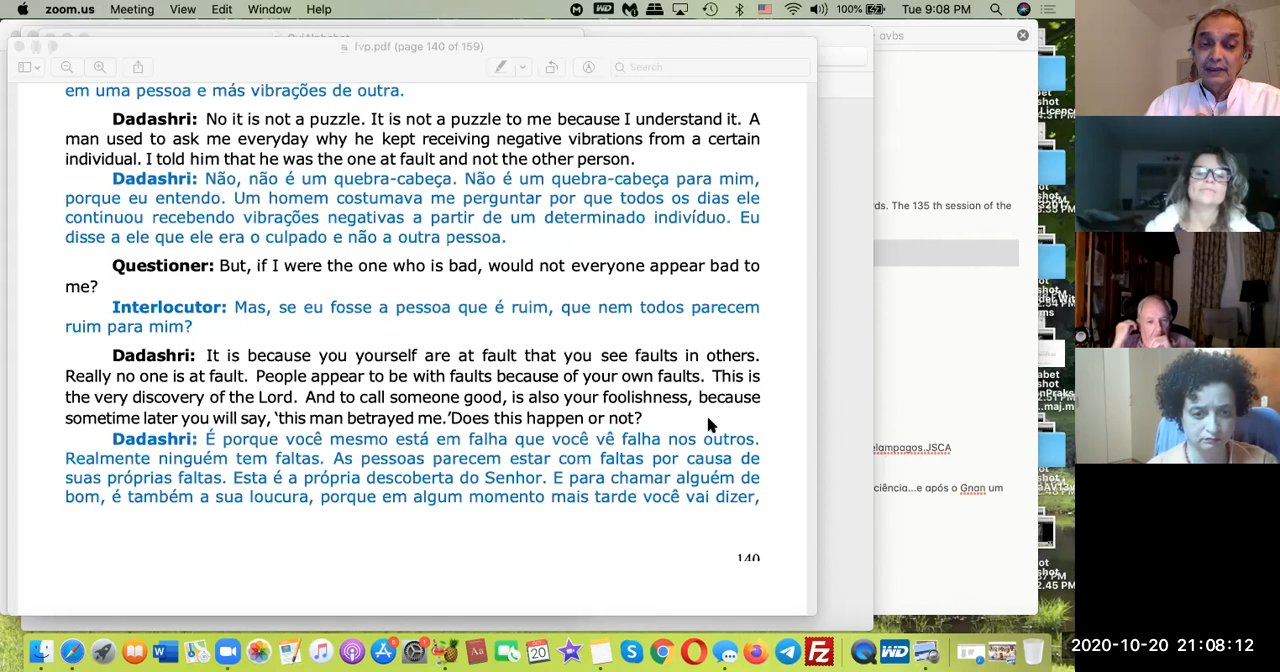 zoom.us Meeting View Edit Window Help
100% Tue 9:08 PM
fvp.pdf (page 140 of 159)
Search
avbs
em uma pessoa e más vibrações de outra.
Dadashri: No it is not a puzzle. It is not a puzzle to me because I understand it. A
man used to ask me everyday why he kept receiving negative vibrations from a certain
individual. I told him that he was the one at fault and not the other person.
Dadashri: Não, não é um quebra-cabeça. Não é um quebra-cabeça para mim,
porque eu entendo. Um homem costumava me perguntar por que todos os dias ele
continuou recebendo vibrações negativas a partir de um determinado indivíduo. Eu
disse a ele que ele era o culpado e não a outra pessoa.
Questioner: But, if I were the one who is bad, would not everyone appear bad to
me?
Interlocutor: Mas, se eu fosse a pessoa que é ruim, que nem todos parecem
ruim para mim?
Dadashri: It is because you yourself are at fault that you see faults in others.
Really no one is at fault. People appear to be with faults because of your own faults. This is
the very discovery of the Lord. And to call someone good, is also your foolishness, because
sometime later you will say, ‘this man betrayed me.’Does this happen or not?
Dadashri: É porque você mesmo está em falha que você vê falha nos outros.
Realmente ninguém tem faltas. As pessoas parecem estar com faltas por causa de
suas próprias faltas. Esta é a própria descoberta do Senhor. E para chamar alguém de
bom, é também a sua loucura, porque em algum momento mais tarde você vai dizer,
140
rds. The 135 th session of the
elampagos.JSCA
ciência...e após o Gnan um
2020-10-20 21:08:12